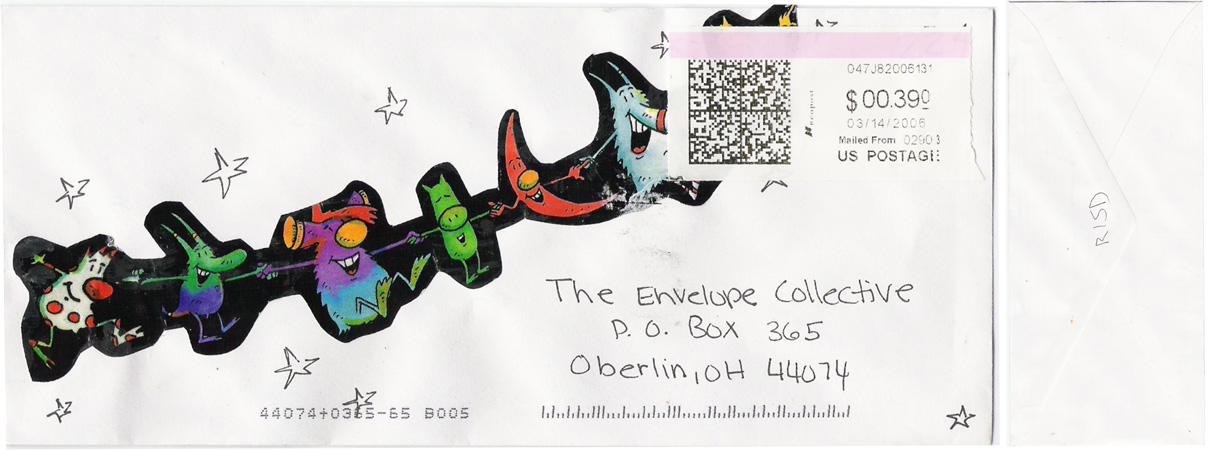 047J82006131
$00.390
03/14/2006
Mailed From 02903
US POSTAGE
Neopost
The Envelope Collective
P. O. Box 365
Oberlin, OH 44074
44074+0365-65 B005
RISD